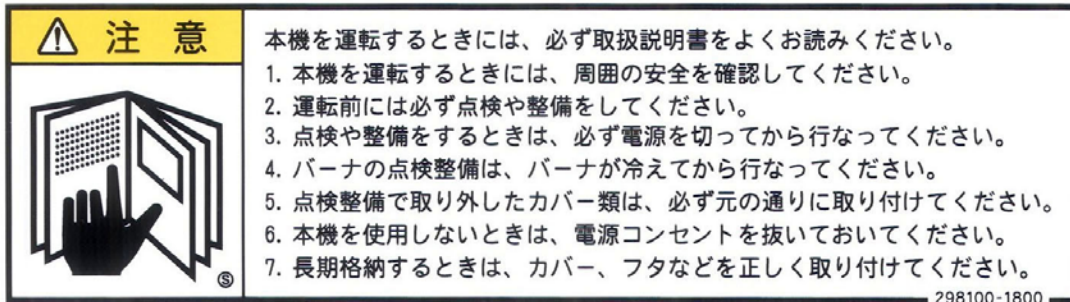 注 意
本機を運転するときには、必ず取扱説明書をよくお読みください。
1. 本機を運転するときには、周囲の安全を確認してください。
2. 運転前には必ず点検や整備をしてください。
3. 点検や整備をするときは、必ず電源を切ってから行なってください。
4. バーナの点検整備は、バーナが冷えてから行なってください。
5. 点検整備で取り外したカバー類は、必ず元の通りに取り付けてください。
6. 本機を使用しないときは、電源コンセントを抜いておいてください。
7. 長期格納するときは、カバー、フタなどを正しく取り付けてください。
Ⓢ
298100-1800